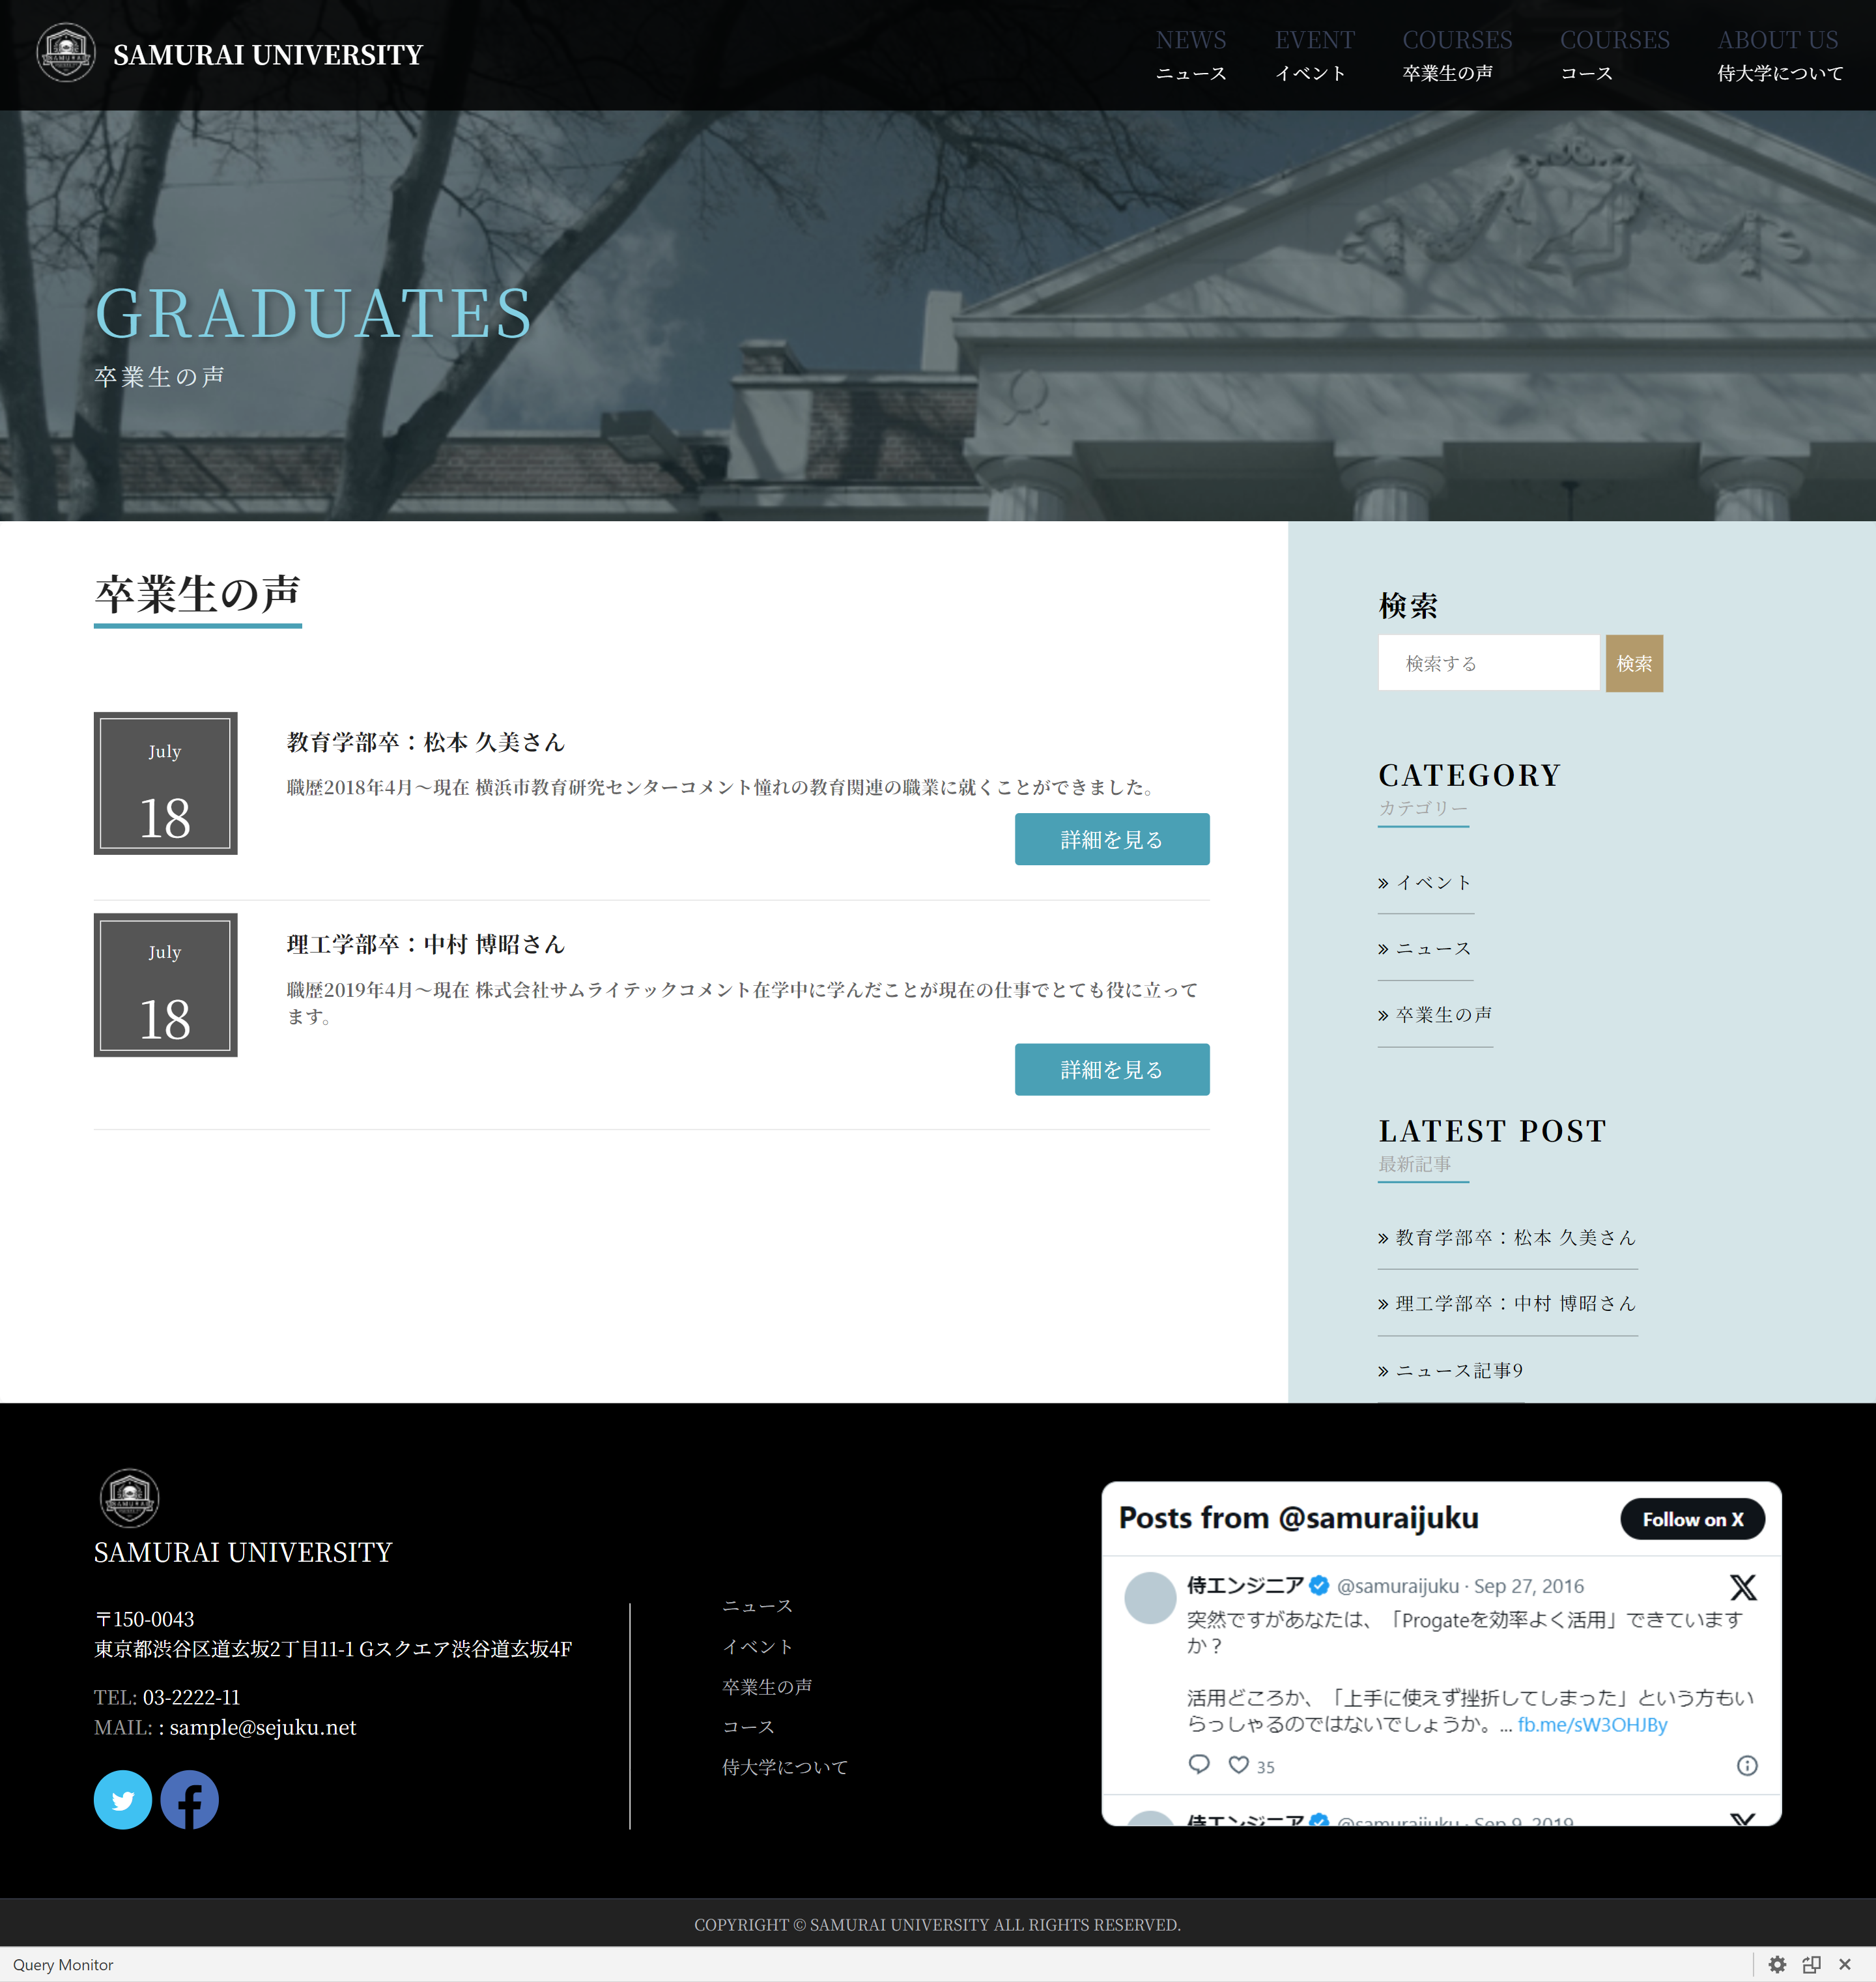 SAMURAI UNIVERSITY
NEWS
ニュース
EVENT
イベント
COURSES
卒業生の声
COURSES
コース
ABOUT US
侍大学について
GRADUATES
卒業生の声
卒業生の声
July
18
教育学部卒：松本 久美さん
職歴2018年4月～現在 横浜市教育研究センターコメント憧れの教育関連の職業に就くことができました。
詳細を見る
July
18
理工学部卒：中村 博昭さん
職歴2019年4月～現在 株式会社サムライテックコメント在学中に学んだことが現在の仕事でとても役に立って
ます。
詳細を見る
検索
検索する
検索
CATEGORY
カテゴリー
» イベント
» ニュース
» 卒業生の声
LATEST POST
最新記事
» 教育学部卒：松本 久美さん
» 理工学部卒：中村 博昭さん
» ニュース記事9
SAMURAI
SAMURAI UNIVERSITY
〒150-0043
東京都渋谷区道玄坂2丁目11-1 Gスクエア渋谷道玄坂4F
TEL: 03-2222-11
MAIL: : sample@sejuku.net
ニュース
イベント
卒業生の声
コース
侍大学について
Posts from @samuraijuku
Follow on X
侍エンジニア @samuraijuku · Sep 27, 2016
突然ですがあなたは、「Progateを効率よく活用」できています
か？
活用どころか、「上手に使えず挫折してしまった」という方もい
らっしゃるのではないでしょうか。... fb.me/sW3OHJBy
35
侍エンジニア @samuraijuku · Sep 9, 2019
COPYRIGHT © SAMURAI UNIVERSITY ALL RIGHTS RESERVED.
Query Monitor